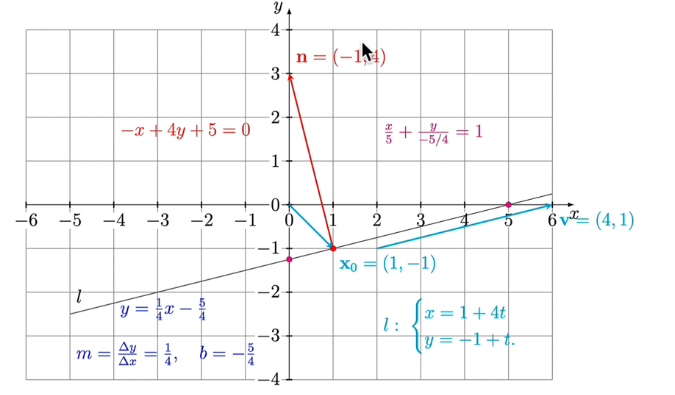 y
4
n = (−1, 4)
3
2
−x + 4y + 5 = 0
x/5 + y/−5/4 = 1
1
0
−6 −5 −4 −3 −2 −1 0 1 2 3 4 5 6 x
v = (4, 1)
−1
x₀ = (1, −1)
−2
l
y = 1/4 x − 5/4
l : { x = 1 + 4t
y = −1 + t.
−3
m = Δy/Δx = 1/4, b = −5/4
−4